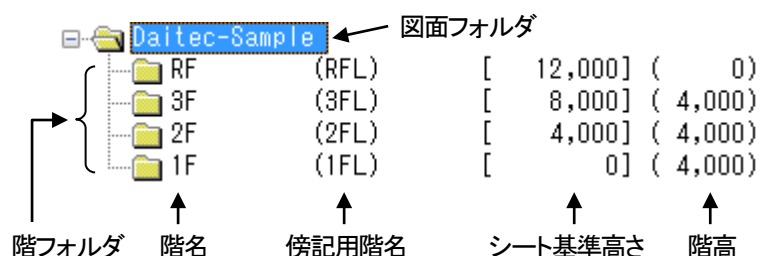 Daitec-Sample 図面フォルダ
RF (RFL) [ 12,000] ( 0)
3F (3FL) [ 8,000] ( 4,000)
2F (2FL) [ 4,000] ( 4,000)
1F (1FL) [ 0] ( 4,000)
階フォルダ 階名 傍記用階名 シート基準高さ 階高